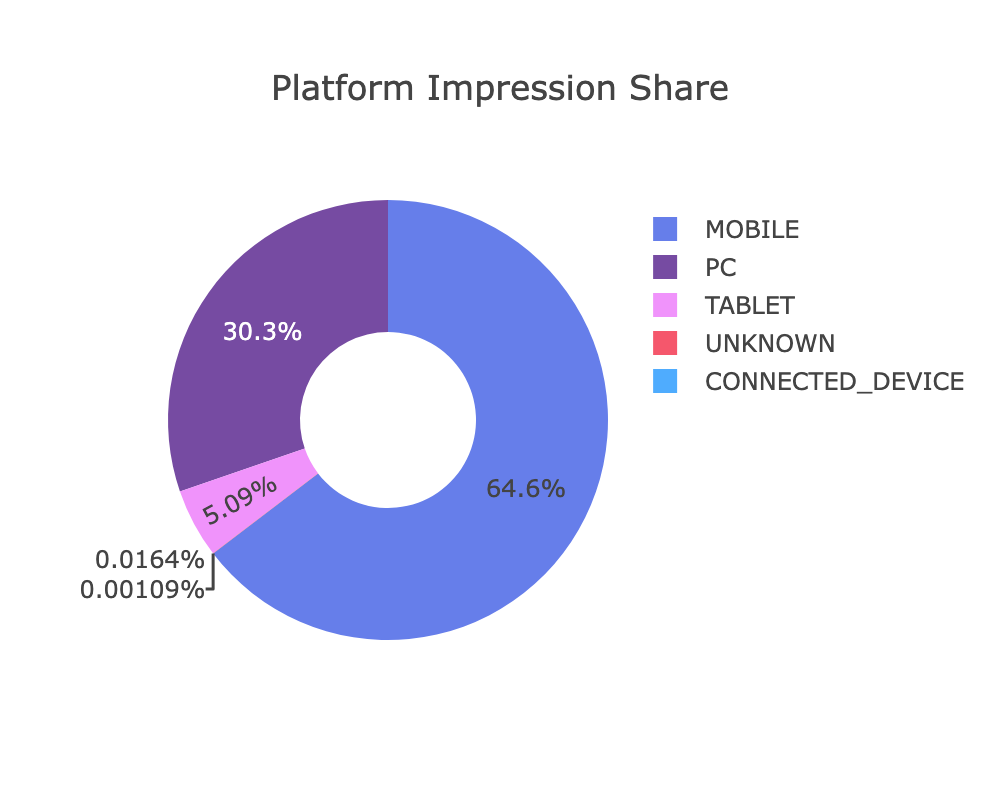 Platform Impression Share
MOBILE
PC
TABLET
UNKNOWN
CONNECTED_DEVICE
30.3%
64.6%
5.09%
0.0164%
0.00109%